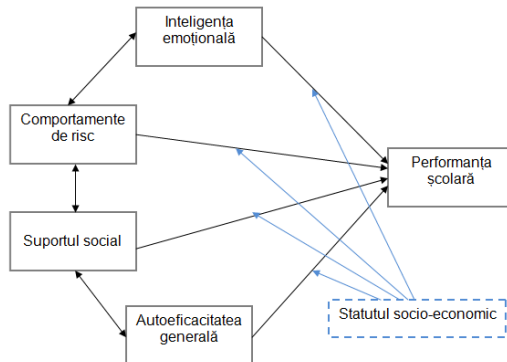 Inteligența
emoțională
Comportamente
de risc
Performanța
școlară
Suportul social
Autoeficacitatea
generală
Statutul socio-economic